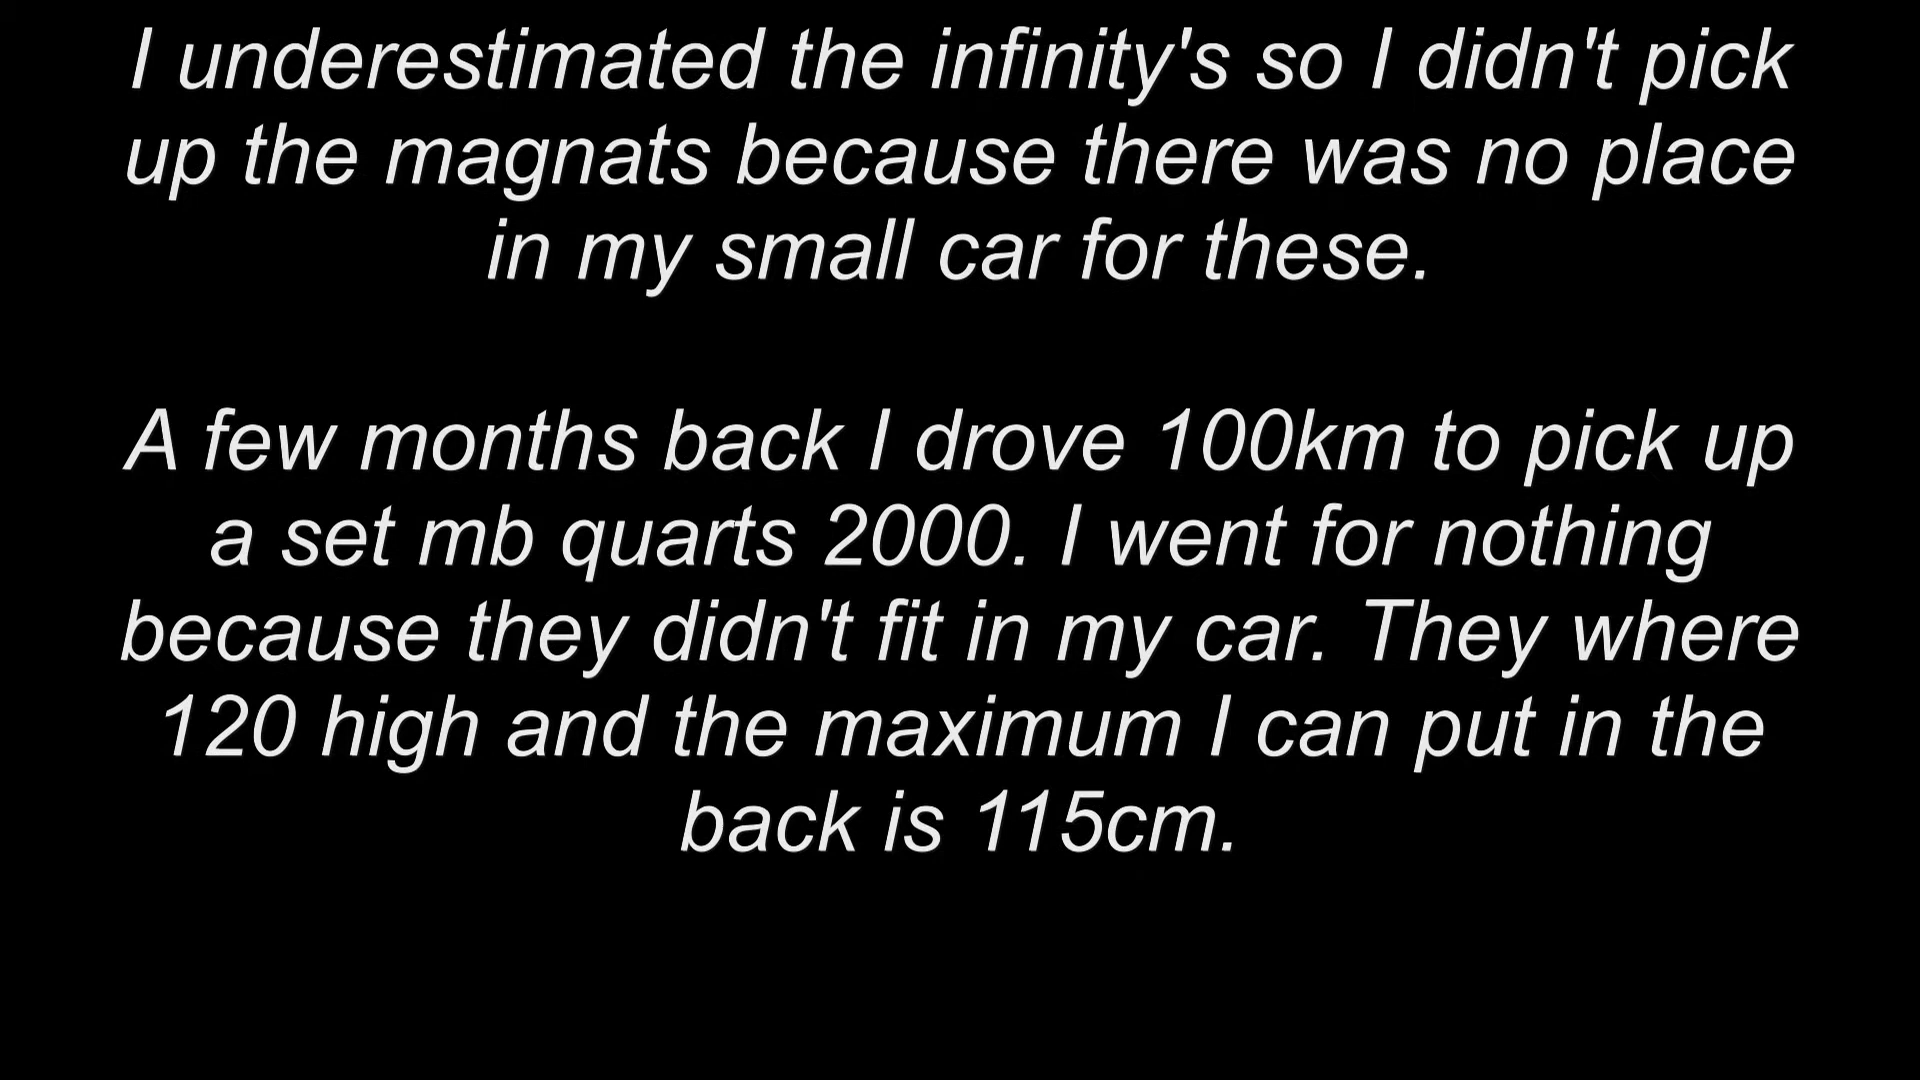 I underestimated the infinity's so I didn't pick
up the magnats because there was no place
in my small car for these.
A few months back I drove 100km to pick up
a set mb quarts 2000. I went for nothing
because they didn't fit in my car. They where
120 high and the maximum I can put in the
back is 115cm.